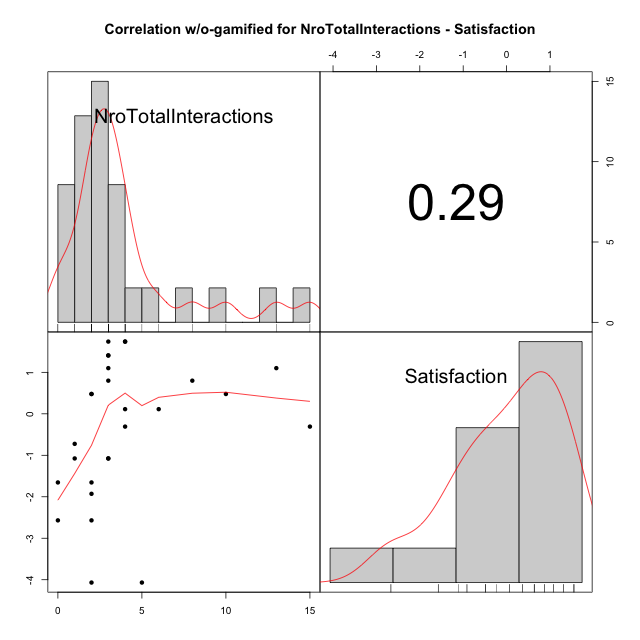 Correlation w/o-gamified for NroTotalInteractions - Satisfaction
-4 -3 -2 -1 0 1
NroTotalInteractions
0.29
15
10
5
0
Satisfaction
1
0
-1
-2
-3
-4
0 5 10 15